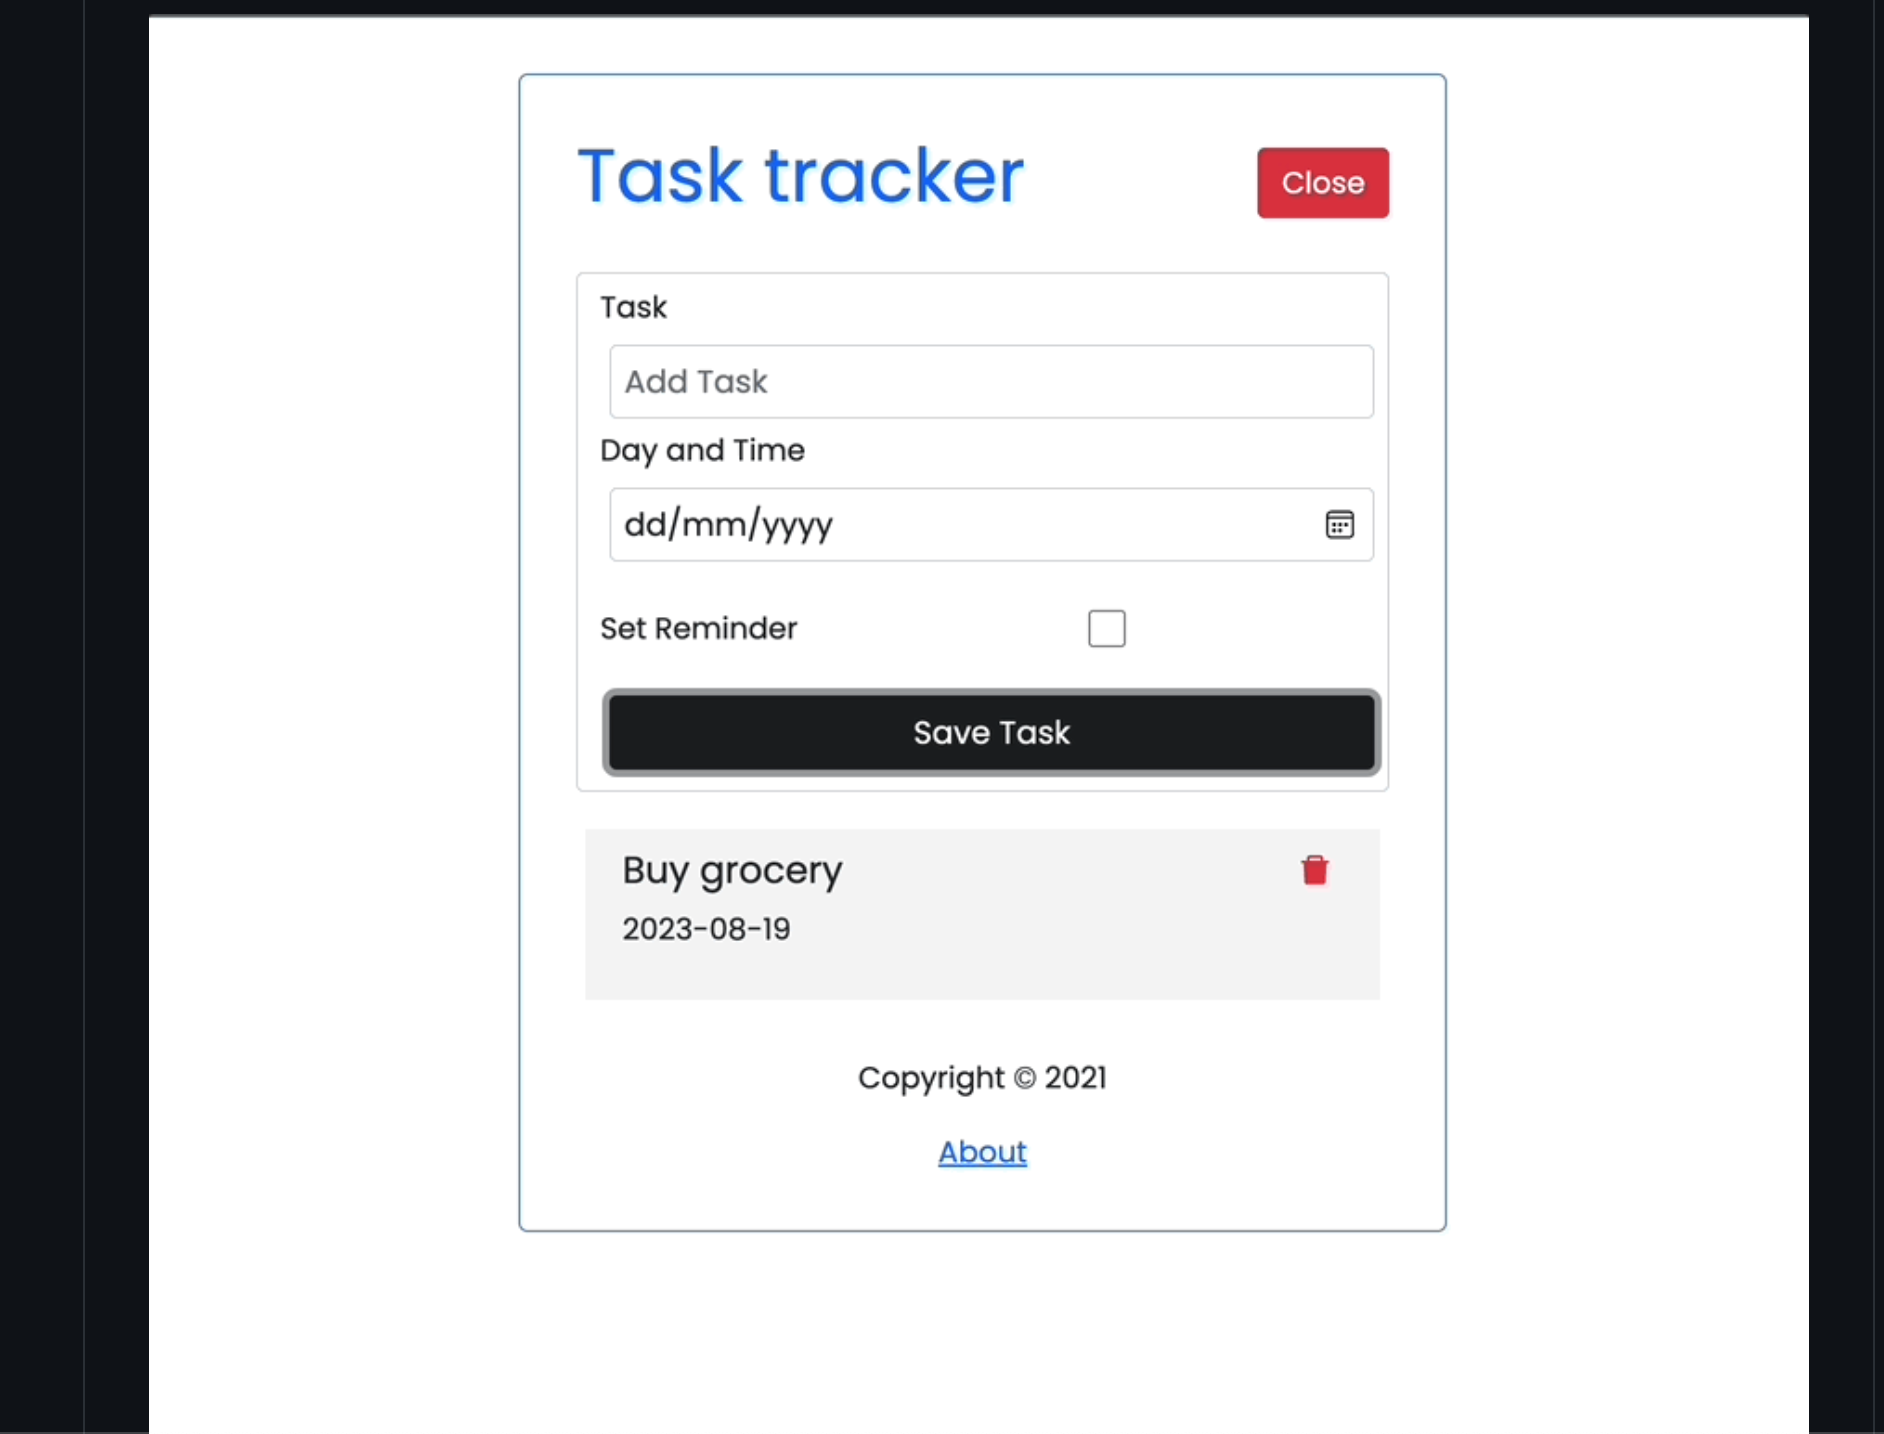 Task tracker
Close
Task
Add Task
Day and Time
dd/mm/yyyy
Set Reminder
Save Task
Buy grocery
2023-08-19
Copyright © 2021
About